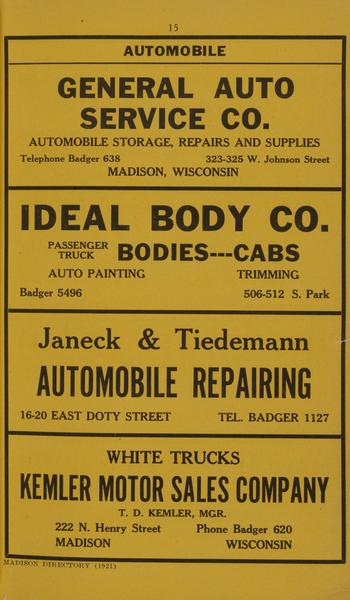 15
AUTOMOBILE
GENERAL AUTO
SERVICE CO.
AUTOMOBILE STORAGE, REPAIRS AND SUPPLIES
Telephone Badger 638 323-325 W. Johnson Street
MADISON, WISCONSIN
IDEAL BODY CO.
PASSENGER TRUCK BODIES---CABS
AUTO PAINTING TRIMMING
Badger 5496 506-512 S. Park
Janeck & Tiedemann
AUTOMOBILE REPAIRING
16-20 EAST DOTY STREET TEL. BADGER 1127
WHITE TRUCKS
KEMLER MOTOR SALES COMPANY
T. D. KEMLER, MGR.
222 N. Henry Street Phone Badger 620
MADISON WISCONSIN
MADISON DIRECTORY (1921)